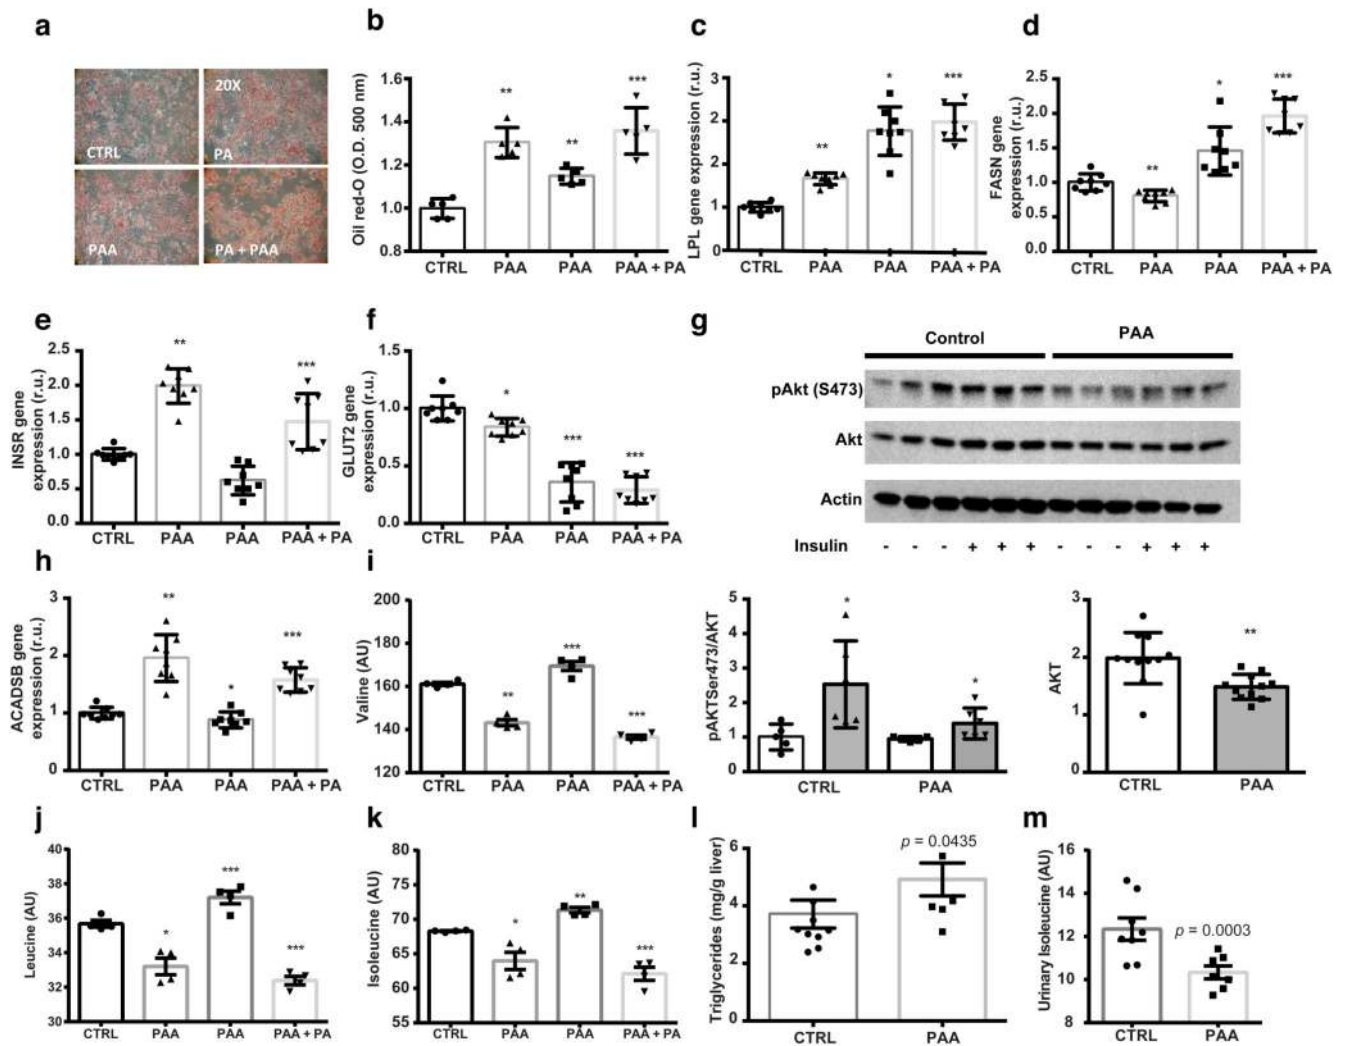 a
CTRL
20X
PA
PAA
PA + PAA
b
Oil red-O (O.D. 500 nm)
1.6
1.4
1.2
1.0
0.8
**
**
***
CTRL PAA PAA PAA + PA
c
LPL gene expression (r.u.)
3
2
2
1
0
**
*
***
CTRL PAA PAA PAA + PA
d
FASN gene
expression (r.u.)
2.5
2.0
1.5
1.0
0.5
0.0
**
*
***
CTRL PAA PAA PAA + PA
e
INSR gene
expression (r.u.)
2.5
2.0
1.5
1.0
0.5
0.0
**
***
CTRL PAA PAA PAA + PA
f
GLUT2 gene
expression (r.u.)
1.5
1.0
0.5
0.0
*
***
***
CTRL PAA PAA PAA + PA
g
Control PAA
pAkt (S473)
Akt
Actin
Insulin - - - + + + - - - + + +
pAKTSer473/AKT
5
4
3
2
1
0
*
*
CTRL PAA
AKT
3
2
1
0
**
CTRL PAA
h
ACADSB gene
expression (r.u.)
3
2
1
0
**
*
***
CTRL PAA PAA PAA + PA
i
Valine (AU)
200
180
160
140
120
**
***
***
CTRL PAA PAA PAA + PA
j
Leucine (AU)
40
38
36
34
32
30
*
***
***
CTRL PAA PAA PAA + PA
k
Isoleucine (AU)
80
75
70
65
60
55
*
**
***
CTRL PAA PAA PAA + PA
l
Triglycerides (mg/g liver)
6
4
2
0
p = 0.0435
CTRL PAA
m
Urinary Isoleucine (AU)
16
14
12
10
8
p = 0.0003
CTRL PAA